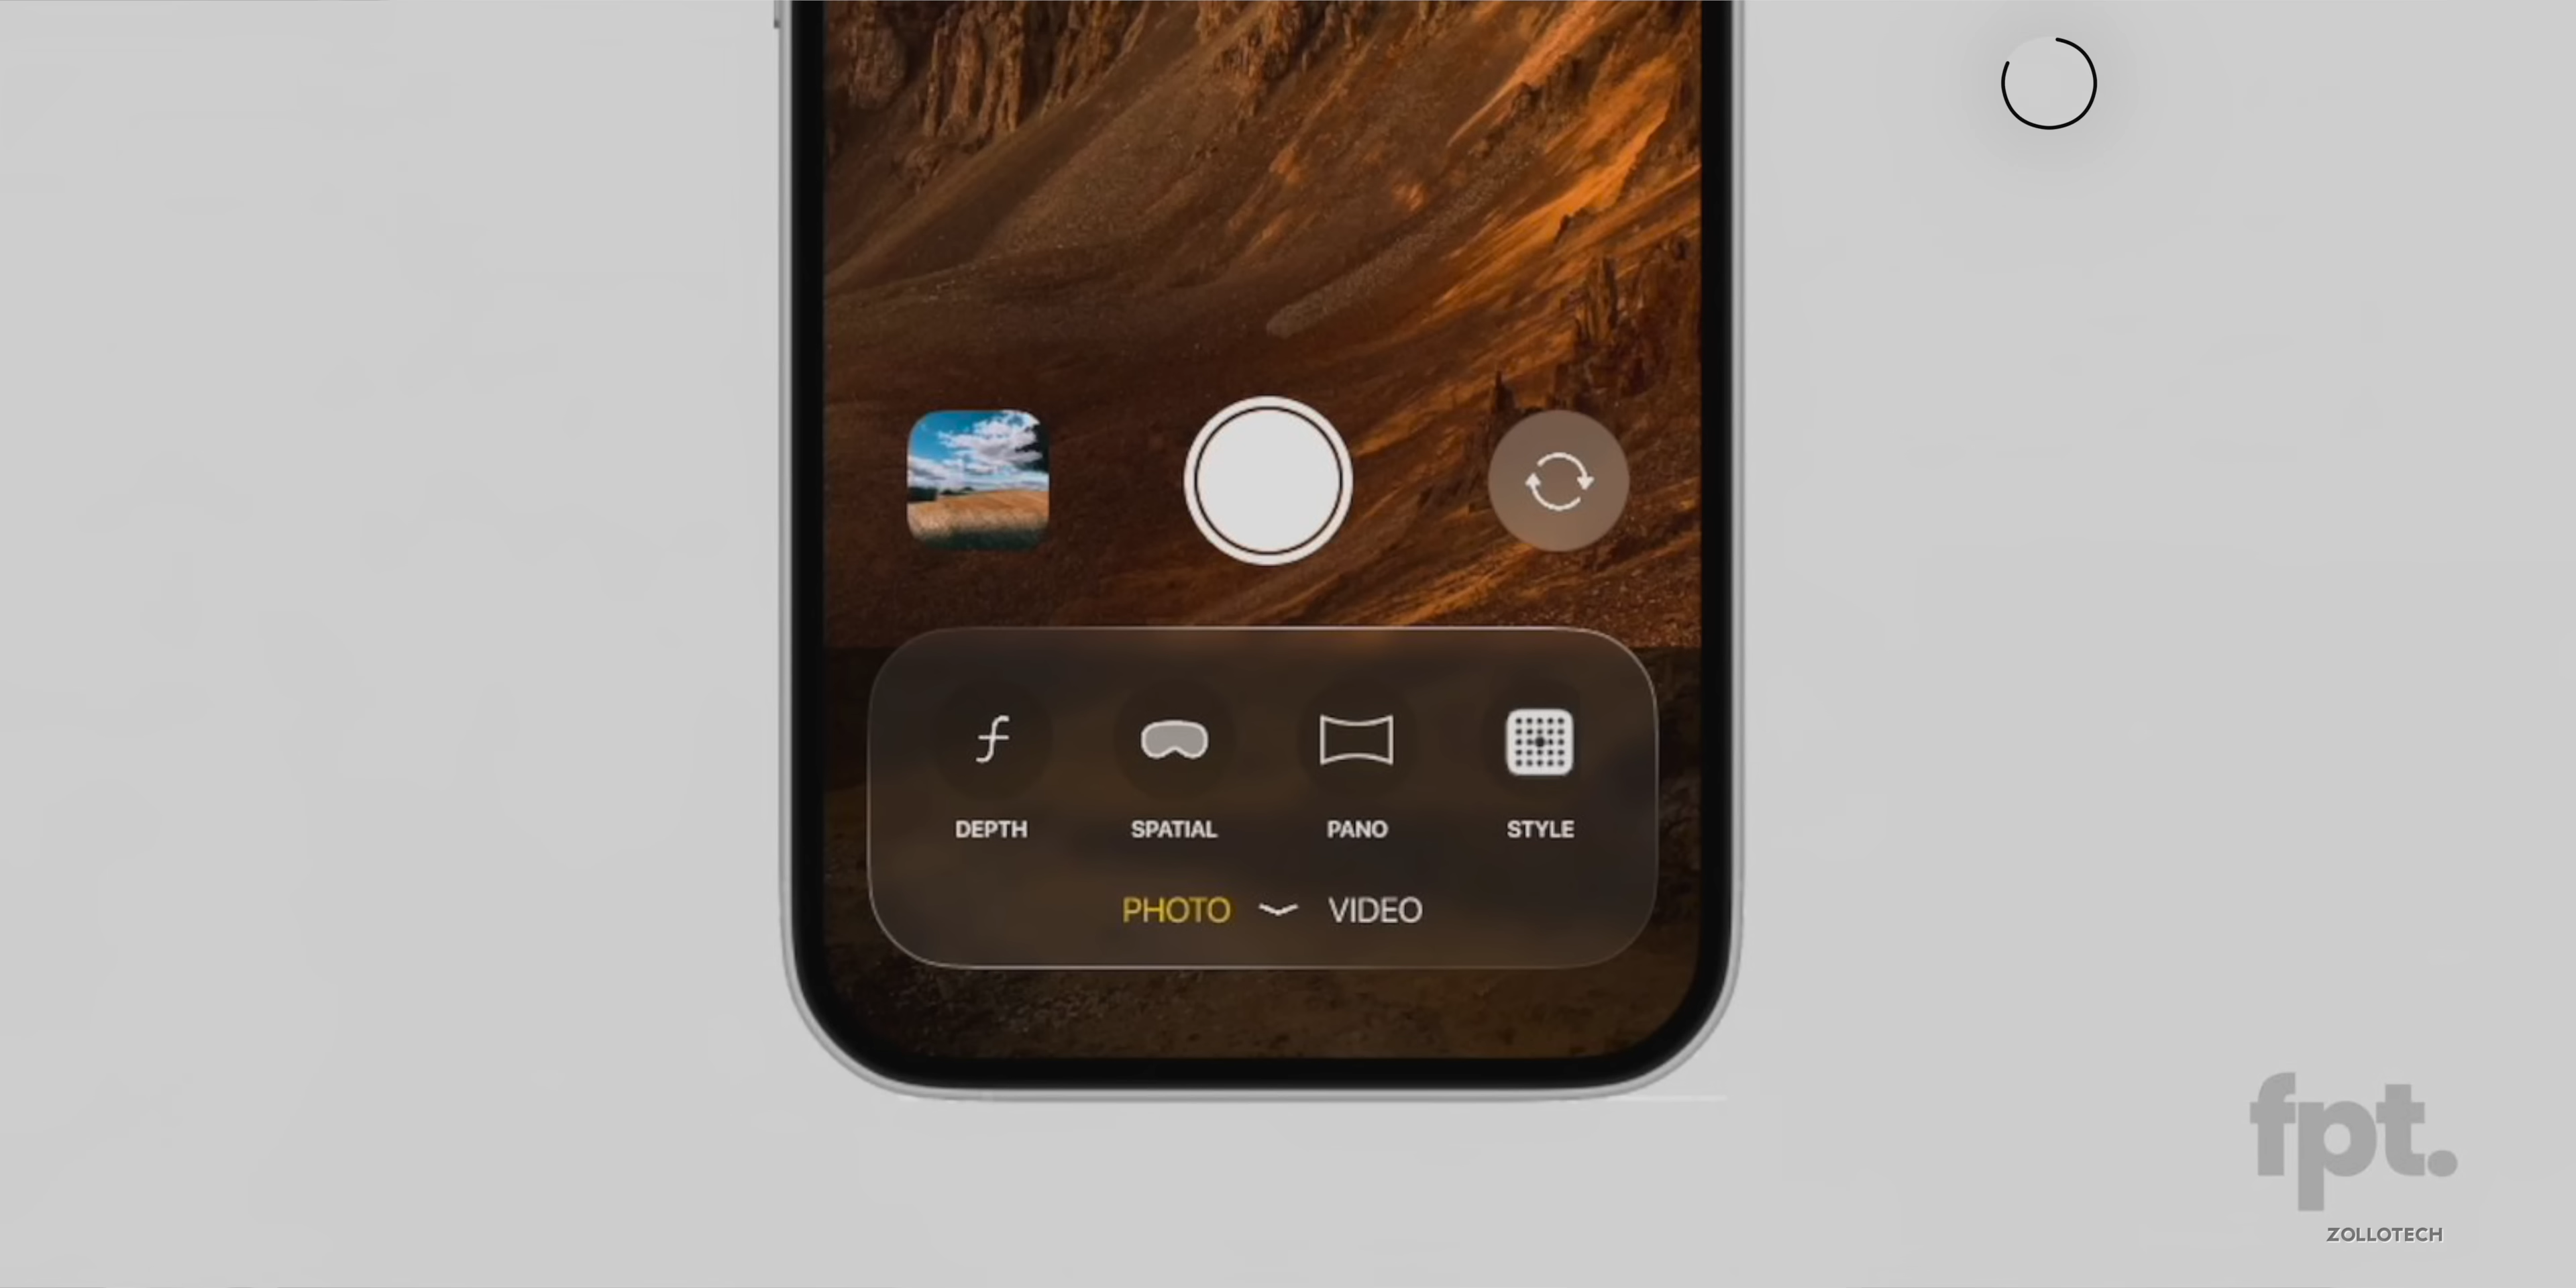 DEPTH
SPATIAL
PANO
STYLE
PHOTO
VIDEO
fpt.
ZOLLOTECH